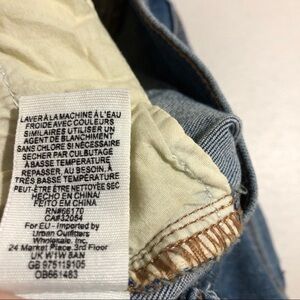 LAVER À LA MACHINE À L'EAU
FROIDE AVEC COULEURS
SIMILAIRES UTILISER UN
AGENT DE BLANCHIMENT
SANS CHLORE SI NÉCESSAIRE
SECHER PAR CULBUTAGE
À BASSE TEMPERATURE
REPASSER, AU BESOIN, À
TRÈS BASSE TEMPÉRATURE
PEUT-ÊTRE ÊTRE NETTOYÉE SEC
HECHO EN CHINA/
FEITO EM CHINA
RN#66170
CA#32054
For EU - Imported by
Urban Outfitters
Wholesale, Inc.
24 Market Place, 3rd Floor
UK W1W 8AN
GB 975119105
OB661463